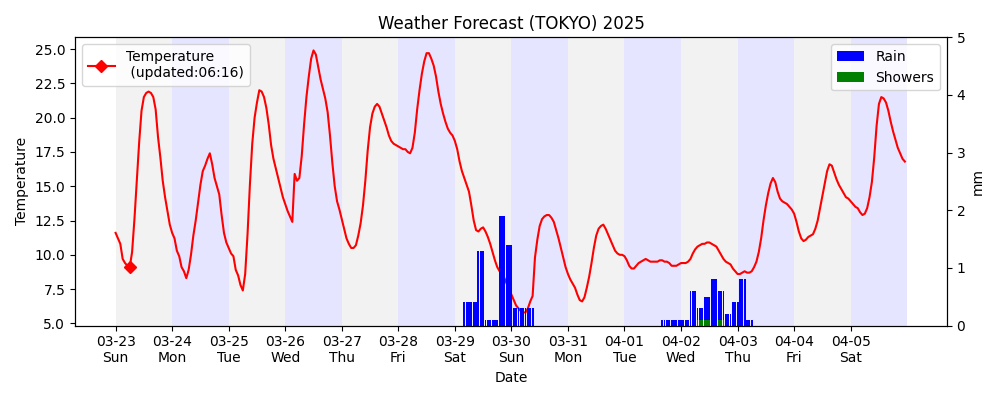 Weather Forecast (TOKYO) 2025
Temperature
(updated:06:16)
Rain
Showers
25.0
22.5
20.0
17.5
15.0
12.5
10.0
7.5
5.0
Temperature
5
4
3
2
1
0
mm
03-23 03-24 03-25 03-26 03-27 03-28 03-29 03-30 03-31 04-01 04-02 04-03 04-04 04-05
Sun Mon Tue Wed Thu Fri Sat Sun Mon Tue Wed Thu Fri Sat
Date